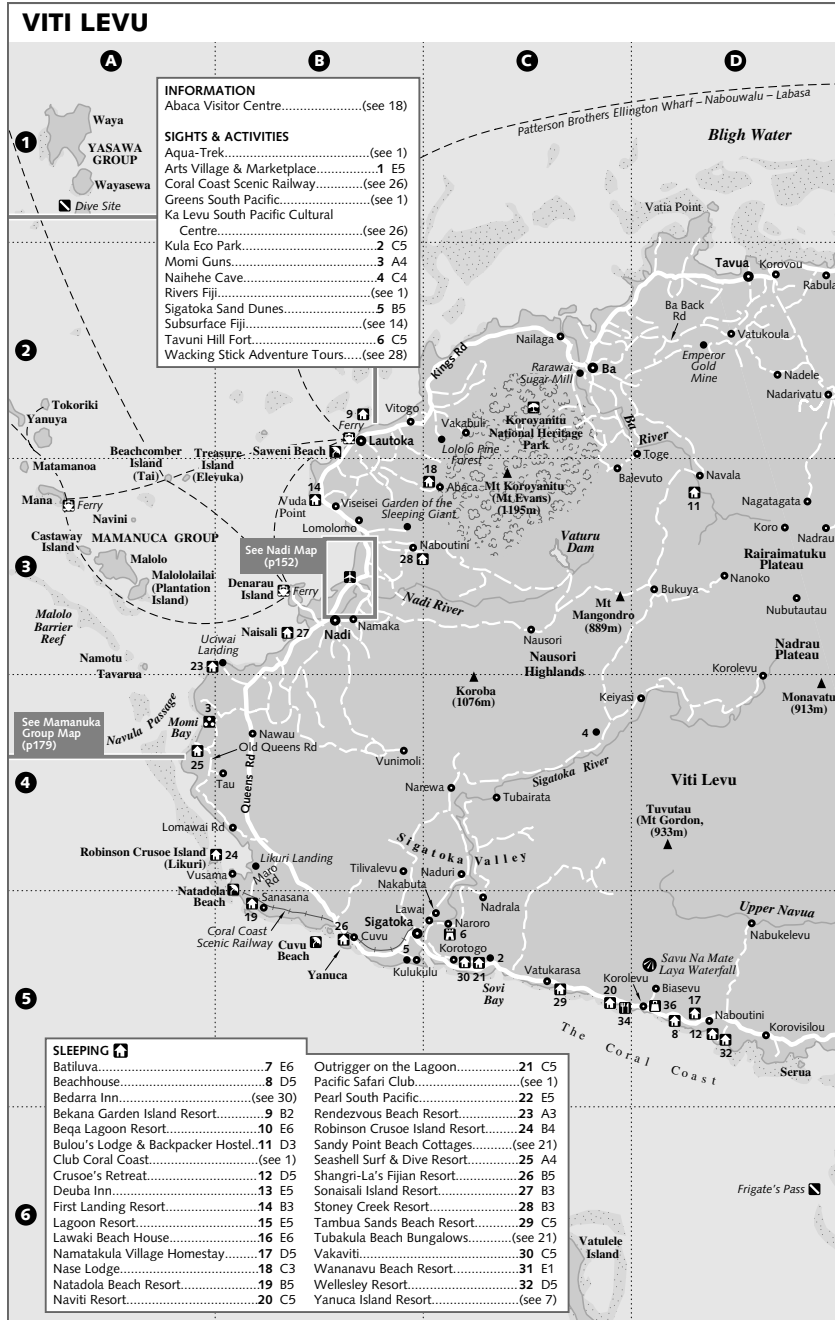 VITI LEVU
A
B
C
D
1
2
3
4
5
6
INFORMATION
Abaca Visitor Centre....................(see 18)
SIGHTS & ACTIVITIES
Aqua-Trek....................(see 1)
Arts Village & Marketplace....................1 E5
Coral Coast Scenic Railway....................(see 26)
Greens South Pacific....................(see 1)
Ka Levu South Pacific Cultural
Centre....................(see 26)
Kula Eco Park....................2 C5
Momi Guns....................3 A4
Naihehe Cave....................4 C4
Rivers Fiji....................(see 1)
Sigatoka Sand Dunes....................5 B5
Subsurface Fiji....................(see 14)
Tavuni Hill Fort....................6 C5
Wacking Stick Adventure Tours.....(see 28)
Waya
YASAWA
GROUP
Wayasewa
Dive Site
Patterson Brothers Ellington Wharf – Nabouwalu – Labasa
Bligh Water
Vatia Point
Tavua
Korovou
Rabula
Ba Back
Rd
Vatukoula
Emperor
Gold
Mine
Nadele
Nadarivatu
Nailaga
Kings Rd
Rarawai
Sugar Mill
Ba
Ba
River
Toge
Balevuto
Navala
11
Nagatagata
Koro
Nadrau
Rairaimatuku
Plateau
Nanoko
Bukuya
Nubutautau
Nadrau
Plateau
Korolevu
Monavatu
(913m)
Tokoriki
Yanuya
Matamanoa
Beachcomber
Island
(Tai)
Treasure
Island
(Elevuka)
Mana
Ferry
Navini
Castaway
Island
MAMANUCA GROUP
Malolo
Malololailai
(Plantation
Island)
Malolo
Barrier
Reef
Namotu
Tavarua
9
Ferry
Vitogo
Lautoka
Saweni Beach
Vakabuli
Lololo Pine
Forest
Koroyanitu
National Heritage
Park
18
Abaca
Mt Koroyanitu
(Mt Evans)
(1195m)
14
Vuda
Point
Viseisei
Garden of the
Sleeping Giant
Lomolomo
See Nadi Map
(p152)
Naboutini
28
Vaturu
Dam
Denarau
Island
Ferry
Nadi River
Mt
Mangondro
(889m)
Naisali
27
Nadi
Namaka
Nausori
Nausori
Highlands
Uciwai
Landing
23
Koroba
(1076m)
Keiyasi
Navula Passage
3
Momi
Bay
See Mamanuka
Group Map
(p179)
25
Nawau
Old Queens Rd
Tau
Queens Rd
Vunimoli
4
Sigatoka River
Narewa
Tubairata
Viti Levu
Tuvutau
(Mt Gordon,
933m)
Lomawai Rd
Robinson Crusoe Island
(Likuri)
24
Likuri Landing
Vusama
Maro
Rd
Natadola
Beach
19
Sanasana
Coral Coast
Scenic Railway
Sigatoka Valley
Tilivalevu
Nakabuta
Naduri
Lawai
Nadrala
Naroro
6
Sigatoka
26
Cuvu
Cuvu
Beach
Yanuca
5
Kulukulu
Korotogo
30
21
2
Sovi
Bay
Vatukarasa
29
20
Korolevu
34
Savu Na Mate
Laya Waterfall
Biasevu
36
17
8
Naboutini
12
32
Upper Navua
Nabukelevu
Korovisilou
Serua
The Coral Coast
Frigate's Pass
Vatulele
Island
SLEEPING
Batiluva....................7 E6
Beachhouse....................8 D5
Bedarra Inn....................(see 30)
Bekana Garden Island Resort....................9 B2
Beqa Lagoon Resort....................10 E6
Bulou's Lodge & Backpacker Hostel..11 D3
Club Coral Coast....................(see 1)
Crusoe's Retreat....................12 D5
Deuba Inn....................13 E5
First Landing Resort....................14 B3
Lagoon Resort....................15 E5
Lawaki Beach House....................16 E6
Namatakula Village Homestay....................17 D5
Nase Lodge....................18 C3
Natadola Beach Resort....................19 B5
Naviti Resort....................20 C5
Outrigger on the Lagoon....................21 C5
Pacific Safari Club....................(see 1)
Pearl South Pacific....................22 E5
Rendezvous Beach Resort....................23 A3
Robinson Crusoe Island Resort....................24 B4
Sandy Point Beach Cottages....................(see 21)
Seashell Surf & Dive Resort....................25 A4
Shangri-La's Fijian Resort....................26 B5
Sonaisali Island Resort....................27 B3
Stoney Creek Resort....................28 B3
Tambua Sands Beach Resort....................29 C5
Tubakula Beach Bungalows....................(see 21)
Vakaviti....................30 C5
Wananavu Beach Resort....................31 E1
Wellesley Resort....................32 D5
Yanuca Island Resort....................(see 7)